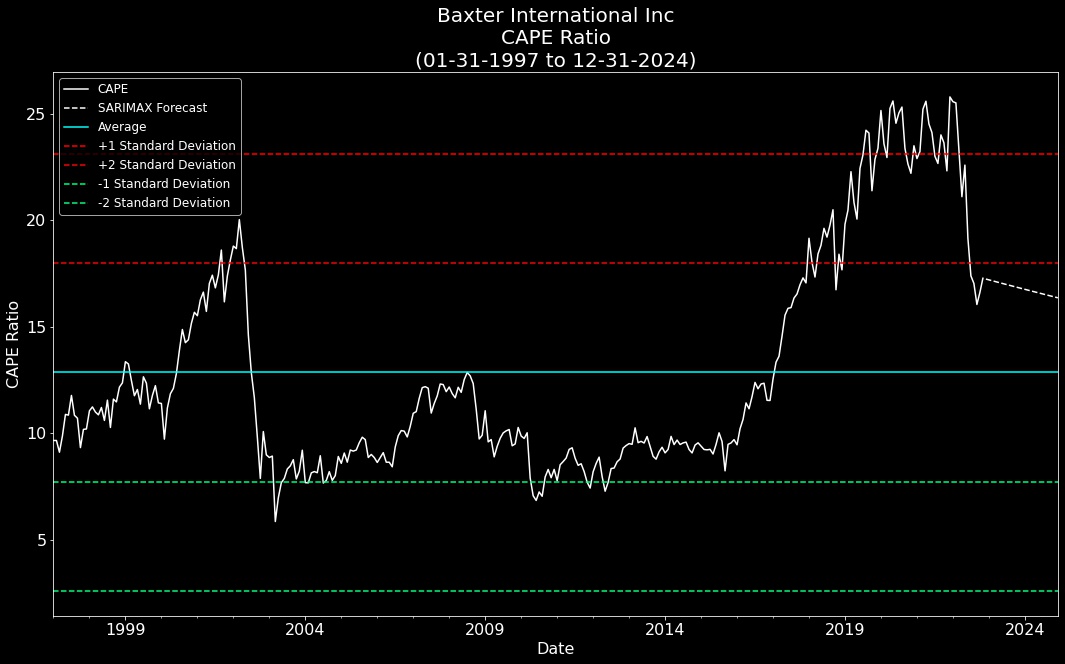 Baxter International Inc
CAPE Ratio
(01-31-1997 to 12-31-2024)
CAPE
SARIMAX Forecast
Average
+1 Standard Deviation
+2 Standard Deviation
-1 Standard Deviation
-2 Standard Deviation
CAPE Ratio
25
20
15
10
5
1999 2004 2009 2014 2019 2024
Date